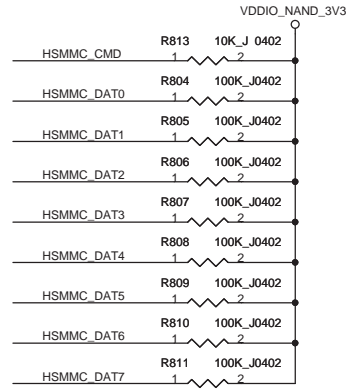 VDDIO_NAND_3V3
R813 10K_J 0402
HSMMC_CMD 1 2
R804 100K_J0402
HSMMC_DAT0 1 2
R805 100K_J0402
HSMMC_DAT1 1 2
R806 100K_J0402
HSMMC_DAT2 1 2
R807 100K_J0402
HSMMC_DAT3 1 2
R808 100K_J0402
HSMMC_DAT4 1 2
R809 100K_J0402
HSMMC_DAT5 1 2
R810 100K_J0402
HSMMC_DAT6 1 2
R811 100K_J0402
HSMMC_DAT7 1 2